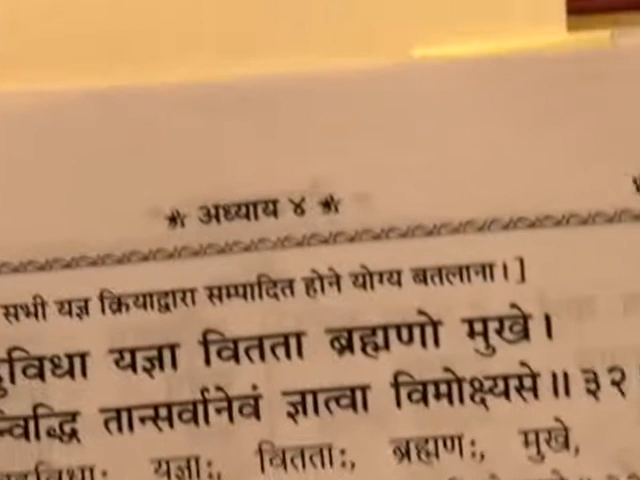 * अध्याय ४ *
सभी यज्ञ क्रियाद्वारा सम्पादित होने योग्य बतलाना। ]
यज्ञा वितता ब्रह्मणो मुखे।
तान्सर्वानेवं ज्ञात्वा विमोक्ष्यसे॥ ३२
यज्ञाः, वितताः, ब्रह्मणः, मुखे,